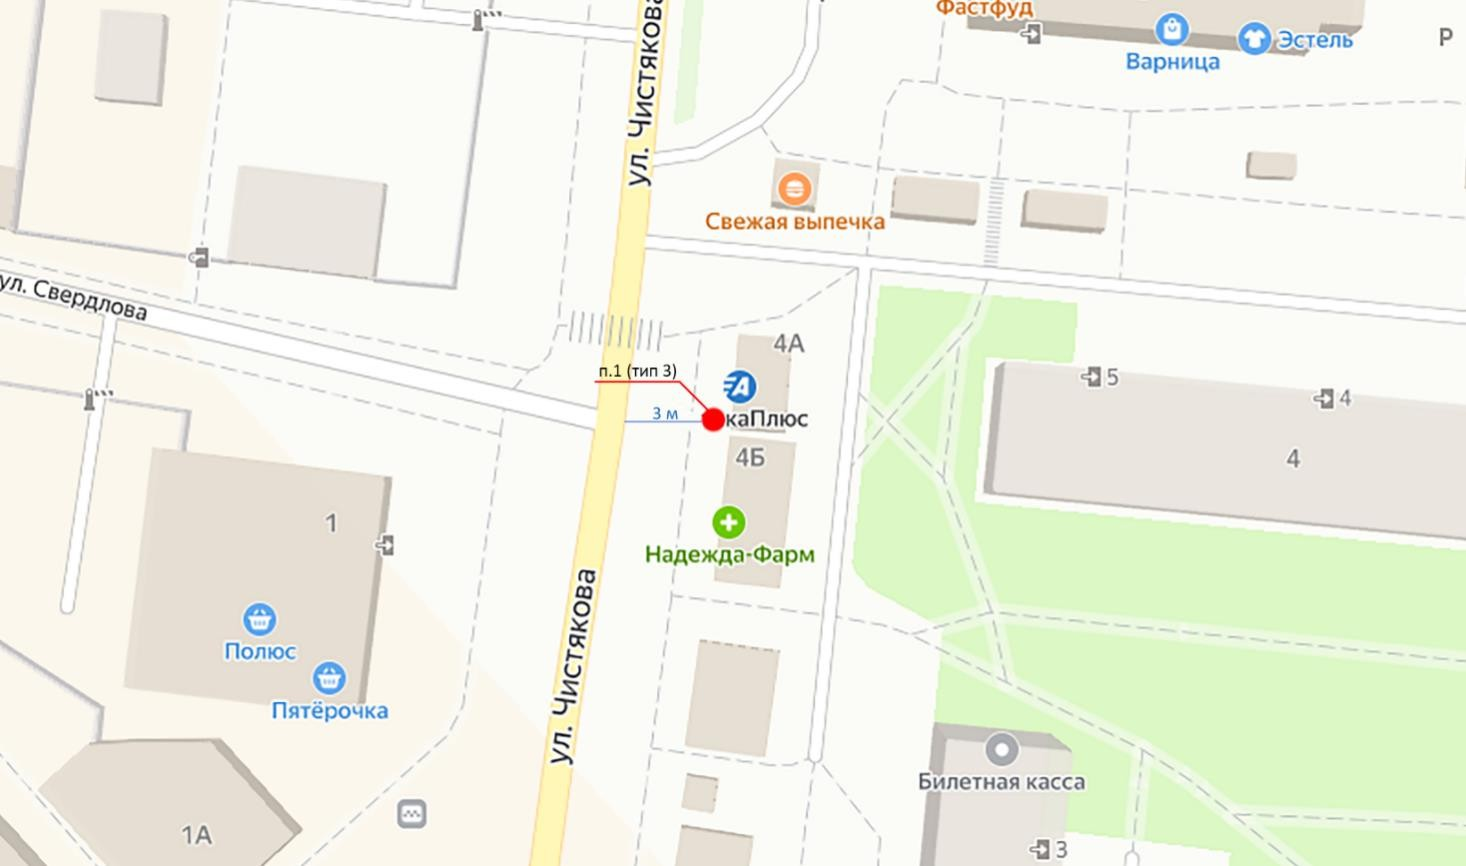 Фастфуд
Варница
Эстель
P
ул. Чистякова
Свежая выпечка
ул. Свердлова
4А
п.1 (тип 3)
3 м
каПлюс
4Б
5
4
4
1
Надежда-Фарм
ул. Чистякова
Полюс
Пятёрочка
Билетная касса
1А
3